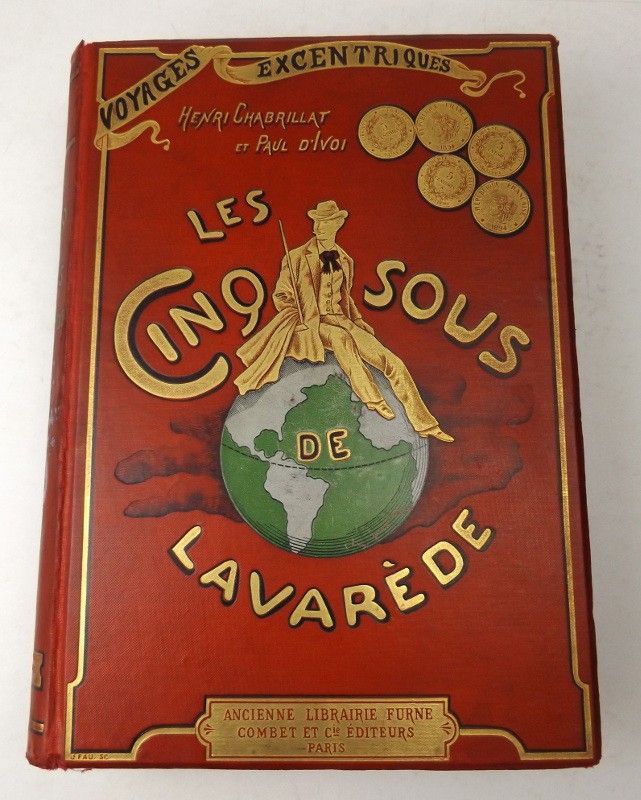 VOYAGES EXCENTRIQUES
HENRI CHABRILLAT
ET PAUL D'IVOI
LES
CINQ SOUS
DE
LAVARÈDE
ANCIENNE LIBRAIRIE FURNE
COMBET ET Cie ÉDITEURS
PARIS